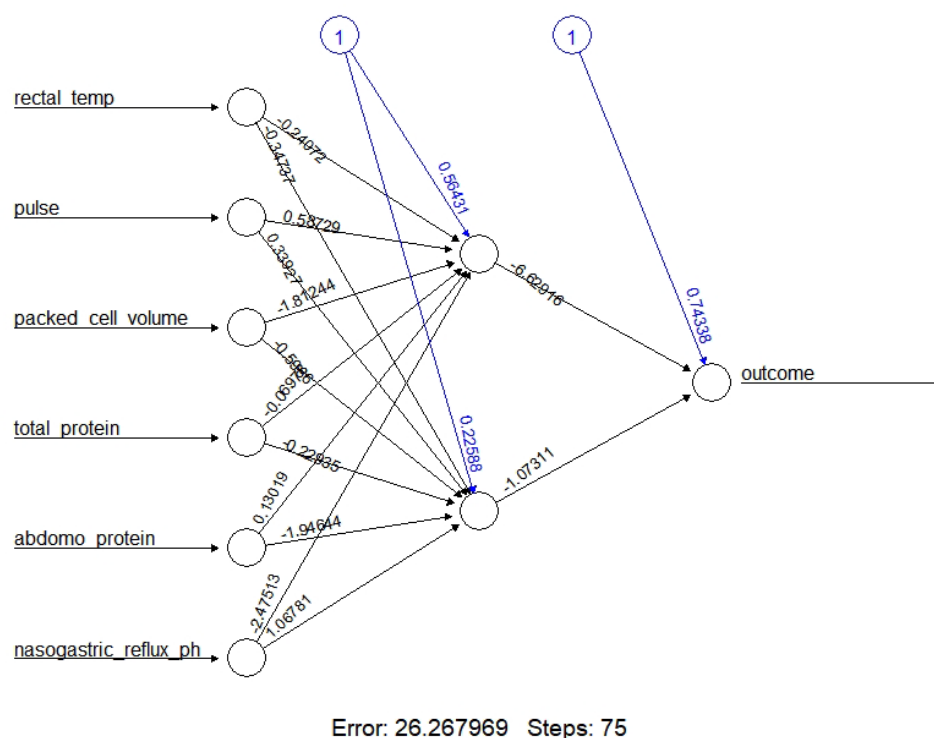 1
1
rectal_temp
-0.24072
-0.34737
0.56431
pulse
0.58729
0.33927
-6.62916
0.74338
packed_cell_volume
-1.81244
-0.5986
outcome
total_protein
-0.22935
0.22588
-1.07311
abdomo_protein
0.13019
-1.94644
nasogastric_reflux_ph
-2.47513
1.06781
Error: 26.267969 Steps: 75